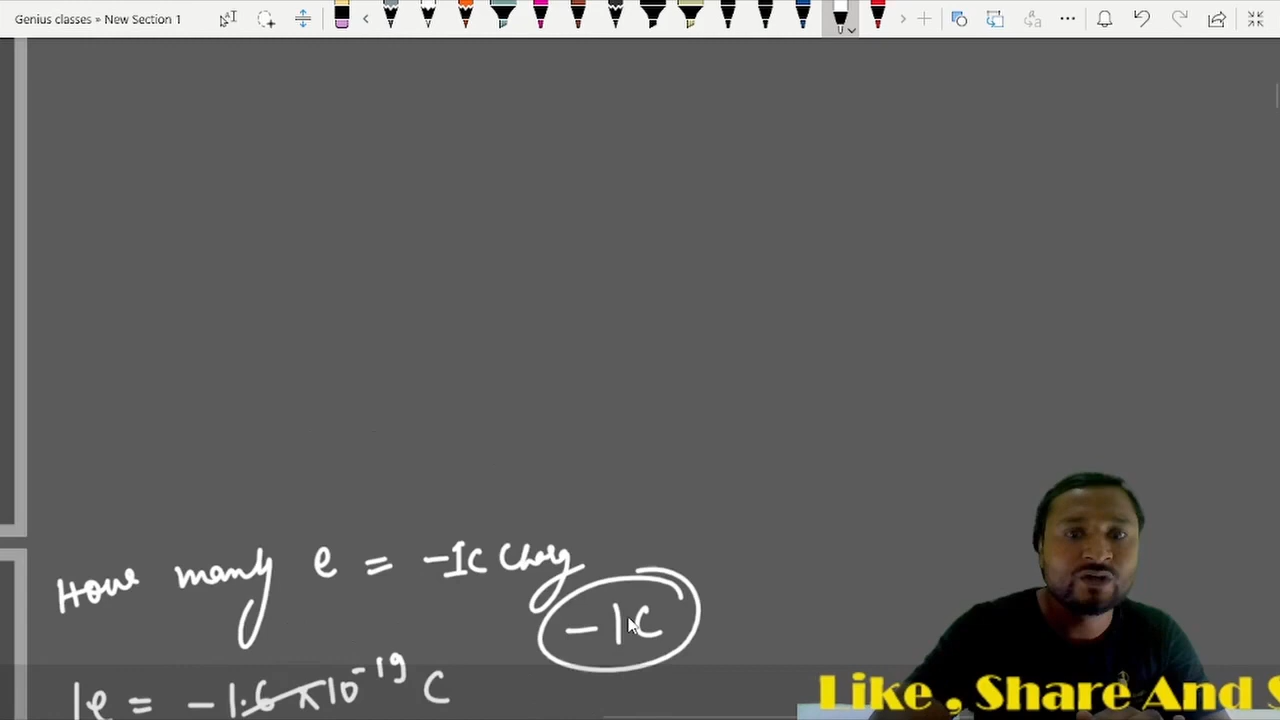 Genius classes » New Section 1
How many e = -1C Charg
-1C
1e = -1.6 x 10^-19 C
Like , Share And S